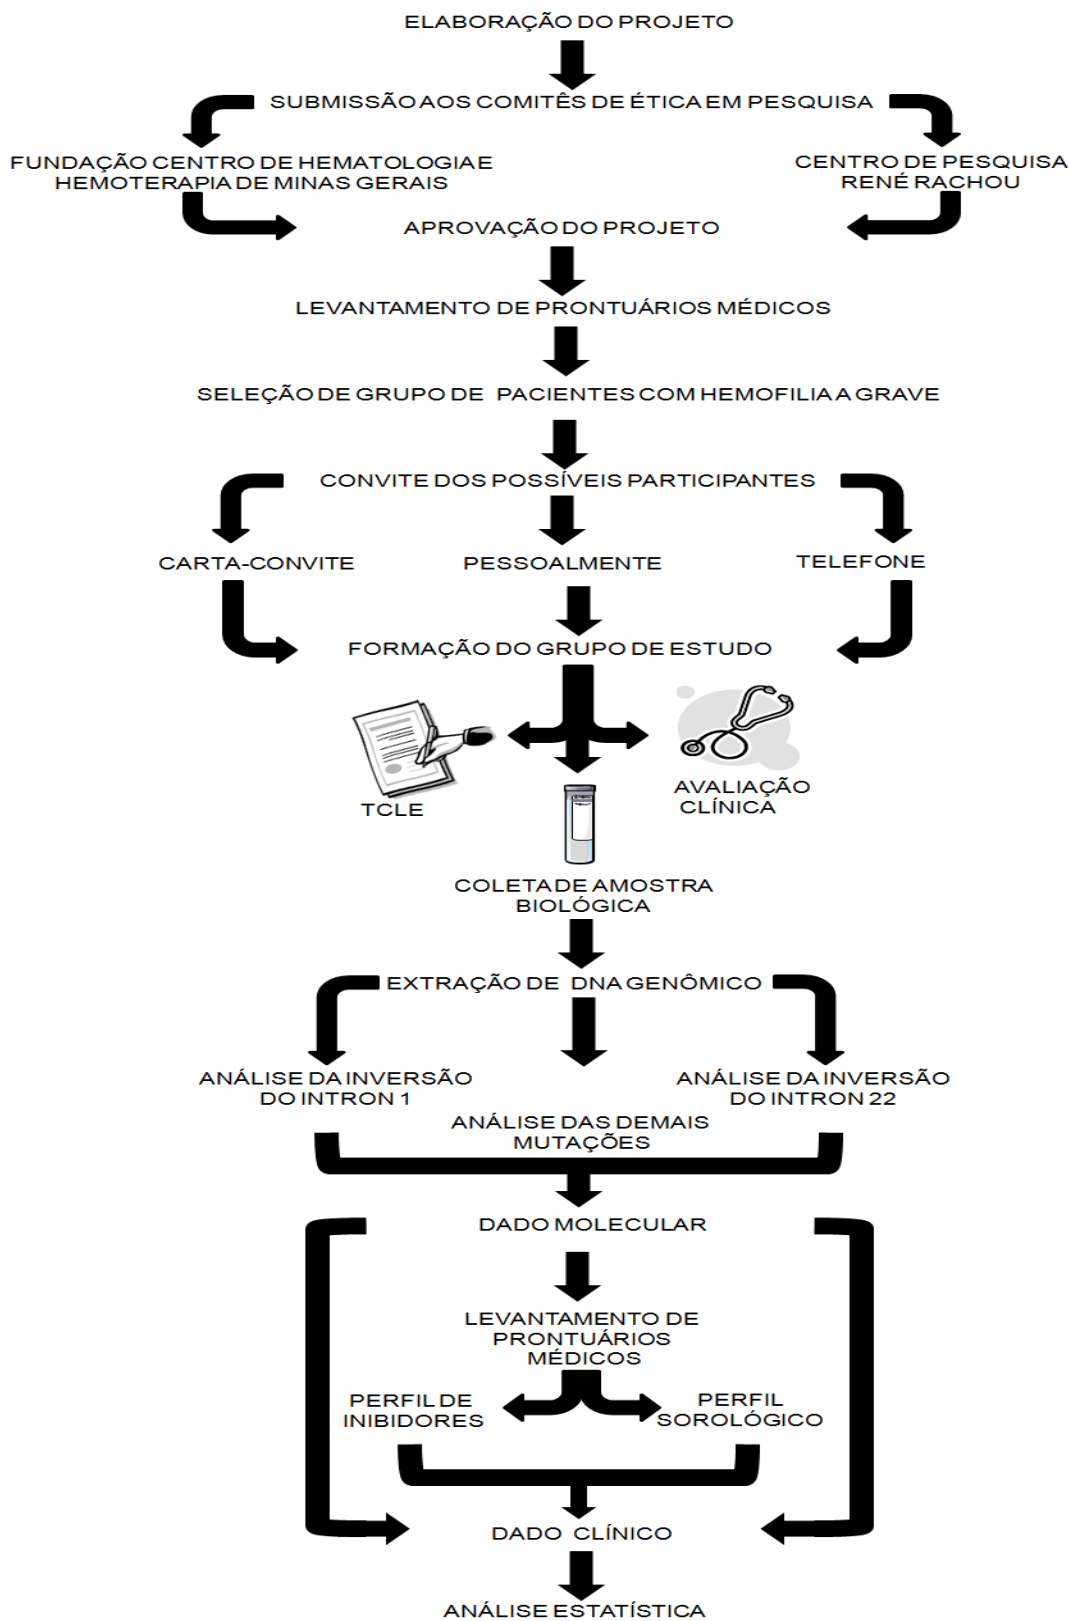 ELABORAÇÃO DO PROJETO
SUBMISSÃO AOS COMITÊS DE ÉTICA EM PESQUISA
FUNDAÇÃO CENTRO DE HEMATOLOGIA E
HEMOTERAPIA DE MINAS GERAIS
CENTRO DE PESQUISA
RENÉ RACHOU
APROVAÇÃO DO PROJETO
LEVANTAMENTO DE PRONTUÁRIOS MÉDICOS
SELEÇÃO DE GRUPO DE PACIENTES COM HEMOFILIA A GRAVE
CONVITE DOS POSSÍVEIS PARTICIPANTES
CARTA-CONVITE
PESSOALMENTE
TELEFONE
FORMAÇÃO DO GRUPO DE ESTUDO
TCLE
AVALIAÇÃO
CLÍNICA
COLETA DE AMOSTRA
BIOLÓGICA
EXTRAÇÃO DE DNA GENÔMICO
ANÁLISE DA INVERSÃO
DO INTRON 1
ANÁLISE DA INVERSÃO
DO INTRON 22
ANÁLISE DAS DEMAIS
MUTAÇÕES
DADO MOLECULAR
LEVANTAMENTO DE
PRONTUÁRIOS
MÉDICOS
PERFIL DE
INIBIDORES
PERFIL
SOROLÓGICO
DADO CLÍNICO
ANÁLISE ESTATÍSTICA